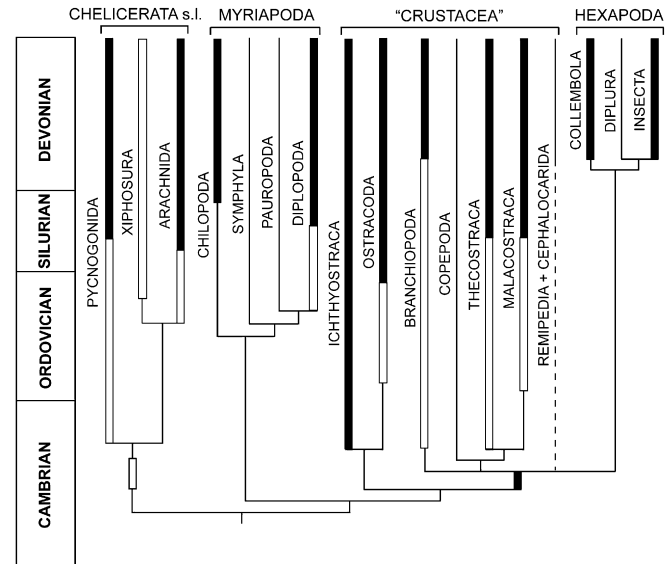 CHELICERATA s.l.
MYRIAPODA
“CRUSTACEA”
HEXAPODA
DEVONIAN
SILURIAN
ORDOVICIAN
CAMBRIAN
PYCNOGONIDA
XIPHOSURA
ARACHNIDA
CHILOPODA
SYMPHYLA
PAUROPODA
DIPLOPODA
ICHTHYOSTRACA
OSTRACODA
BRANCHIOPODA
COPEPODA
THECOSTRACA
MALACOSTRACA
REMIPEDIA + CEPHALOCARIDA
COLLEMBOLA
DIPLURA
INSECTA